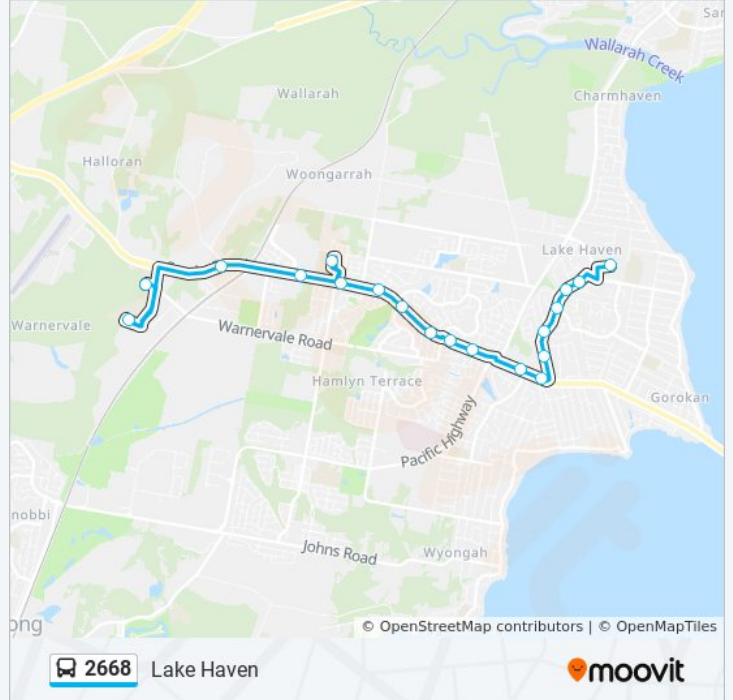 Sar
Wallarah Creek
Wallarah
Charmhaven
Halloran
Woongarrah
Lake Haven
Warnervale
Warnervale Road
Hamlyn Terrace
Gorokan
Pacific Highway
nobbi
Johns Road
Wyongah
ong
© OpenStreetMap contributors | © OpenMapTiles
2668 Lake Haven
moovit